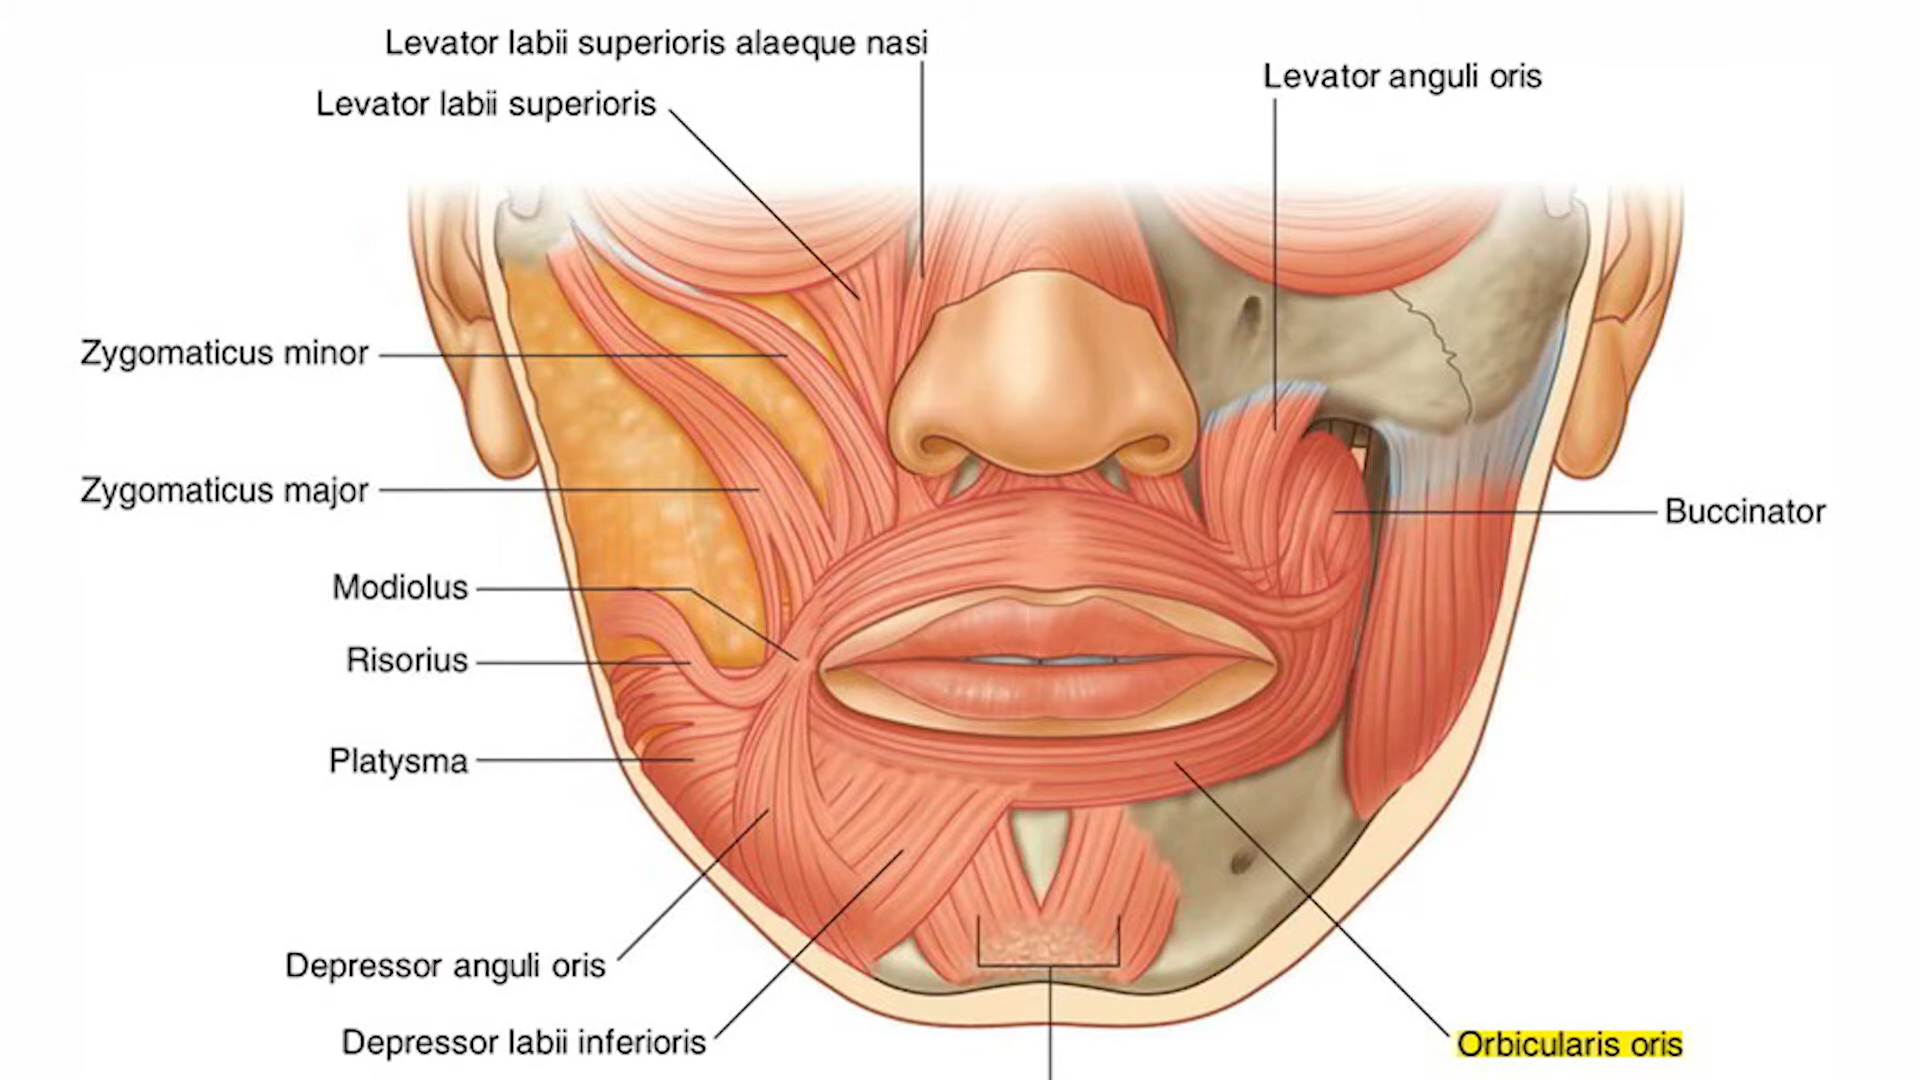 Levator labii superioris alaeque nasi
Levator anguli oris
Levator labii superioris
Zygomaticus minor
Zygomaticus major
Buccinator
Modiolus
Risorius
Platysma
Depressor anguli oris
Depressor labii inferioris
Orbicularis oris